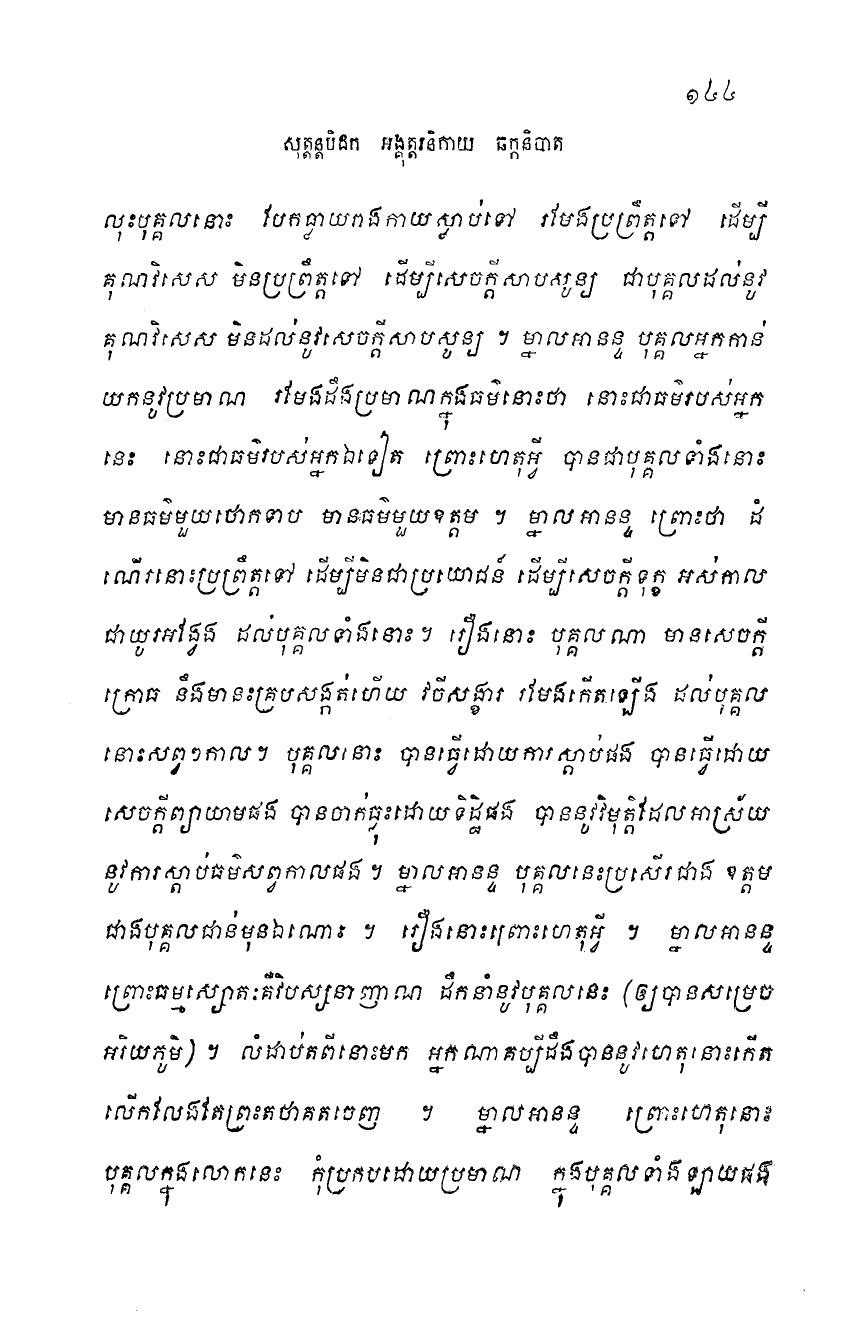 ១៤៤
សុត្តន្តបិដក អង្គុត្តរនិកាយ ឆក្កនិបាត
លុះបុគ្គលនោះ បែកធ្លាយរាងកាយស្លាប់ទៅ រមែងប្រព្រឹត្តទៅ ដើម្បី
គុណវិសេស មិនប្រព្រឹត្តទៅ ដើម្បីសេចក្តីសាបសូន្យ ជាបុគ្គលដល់នូវ
គុណវិសេស មិនដល់នូវសេចក្តីសាបសូន្យ ។ ម្នាលអានន្ទ បុគ្គលអ្នកកាន់
យកនូវប្រមាណ រមែងដឹងប្រមាណក្នុងធម៌នោះថា នោះជាធម៌របស់អ្នក
នេះ នោះជាធម៌របស់អ្នកឯទៀត ព្រោះហេតុអ្វី បានជាបុគ្គលទាំងនោះ
មានធម៌មួយថោកទាប មានធម៌មួយឧត្តម ។ ម្នាលអានន្ទ ព្រោះថា ដំ
ណើរនោះប្រព្រឹត្តទៅ ដើម្បីមិនជាប្រយោជន៍ ដើម្បីសេចក្តីទុក្ខ អស់កាល
ជាយូរអង្វែង ដល់បុគ្គលទាំងនោះ។ រឿងនោះ បុគ្គលណា មានសេចក្តី
ក្រោធ នឹងមានះគ្របសង្កត់ហើយ វចីសង្ខារ រមែងកើតឡើង ដល់បុគ្គល
នោះសព្វៗកាល។ បុគ្គលនោះ បានធ្វើដោយការស្តាប់ផង បានធ្វើដោយ
សេចក្តីព្យាយាមផង បានចាក់ធ្លុះដោយទិដ្ឋិផង បាននូវវិមុត្តិដែលអាស្រ័យ
នូវការស្តាប់ធម៌សព្វកាលផង។ ម្នាលអានន្ទ បុគ្គលនេះប្រសើរជាង ឧត្តម
ជាងបុគ្គលជាន់មុនឯណោះ ។ រឿងនោះព្រោះហេតុអ្វី ។ ម្នាលអានន្ទ
ព្រោះធម្មស្សោតៈគឺវិបស្សនាញាណ ដឹកនាំនូវបុគ្គលនេះ (ឲ្យបានសម្រេច
អរិយភូមិ) ។ លំដាប់តពីនោះមក អ្នកណាគប្បីដឹងបាននូវហេតុនោះកើត
លើកលែងតែព្រះតថាគតចេញ ។ ម្នាលអានន្ទ ព្រោះហេតុនោះ
បុគ្គលក្នុងលោកនេះ កុំប្រកបដោយប្រមាណ ក្នុងបុគ្គលទាំងឡាយផង